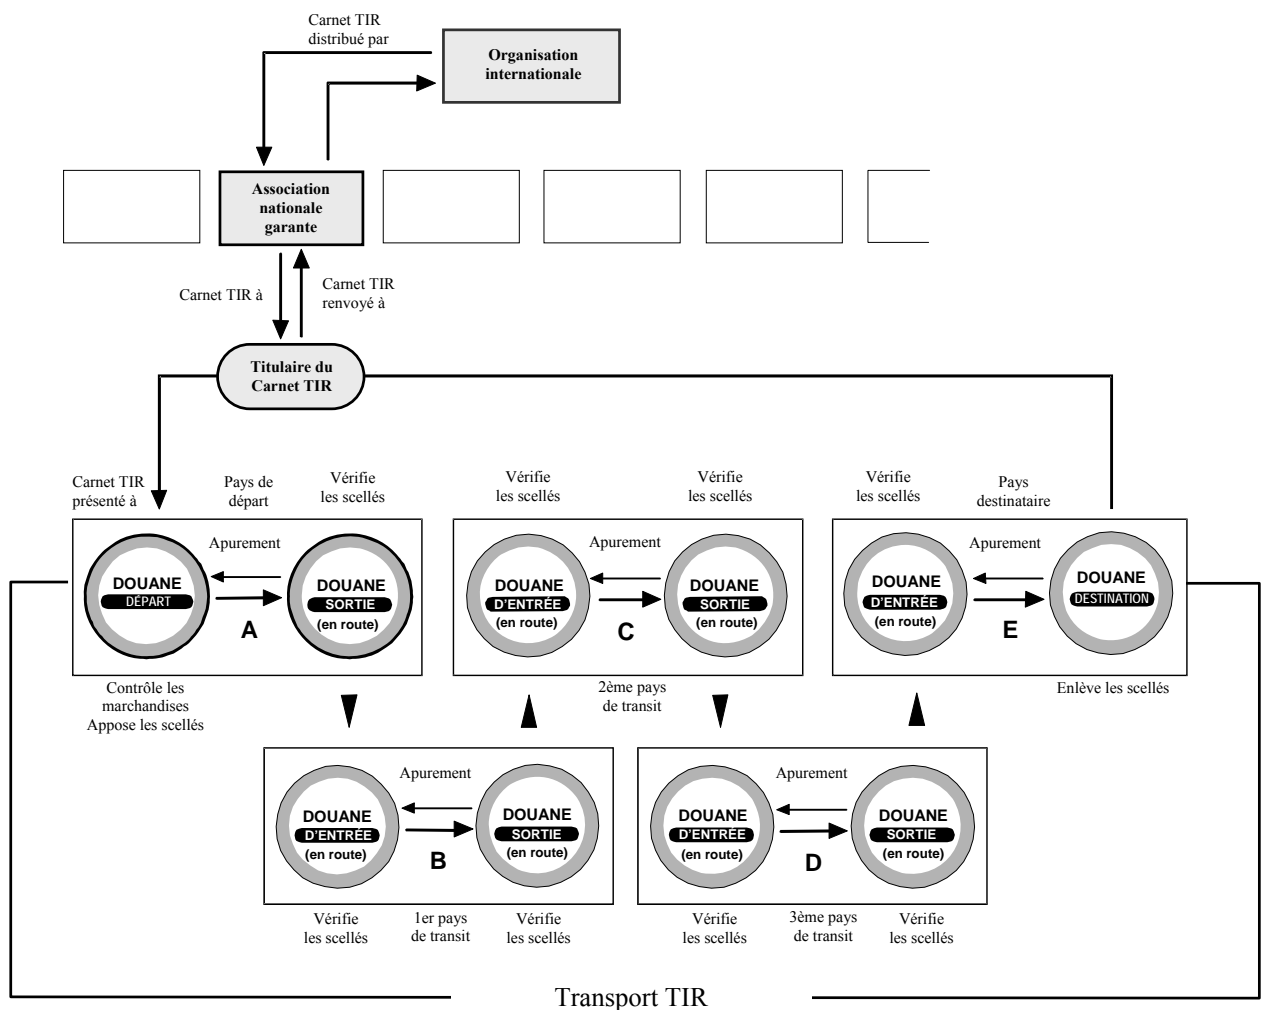 Carnet TIR
distribué par
Organisation
internationale
Association
nationale
garante
Carnet TIR à
Carnet TIR
renvoyé à
Titulaire du
Carnet TIR
Carnet TIR
présenté à
Pays de
départ
Vérifie
les scellés
Vérifie
les scellés
Vérifie
les scellés
Vérifie
les scellés
Pays
destinataire
DOUANE
DÉPART
Apurement
A
DOUANE
SORTIE
(en route)
DOUANE
D'ENTRÉE
(en route)
Apurement
C
DOUANE
SORTIE
(en route)
DOUANE
D'ENTRÉE
(en route)
Apurement
E
DOUANE
DESTINATION
Contrôle les
marchandises
Appose les scellés
2ème pays
de transit
Enlève les scellés
DOUANE
D'ENTRÉE
(en route)
Apurement
B
DOUANE
SORTIE
(en route)
DOUANE
D'ENTRÉE
(en route)
Apurement
D
DOUANE
SORTIE
(en route)
Vérifie
les scellés
1er pays
de transit
Vérifie
les scellés
Vérifie
les scellés
3ème pays
de transit
Vérifie
les scellés
Transport TIR